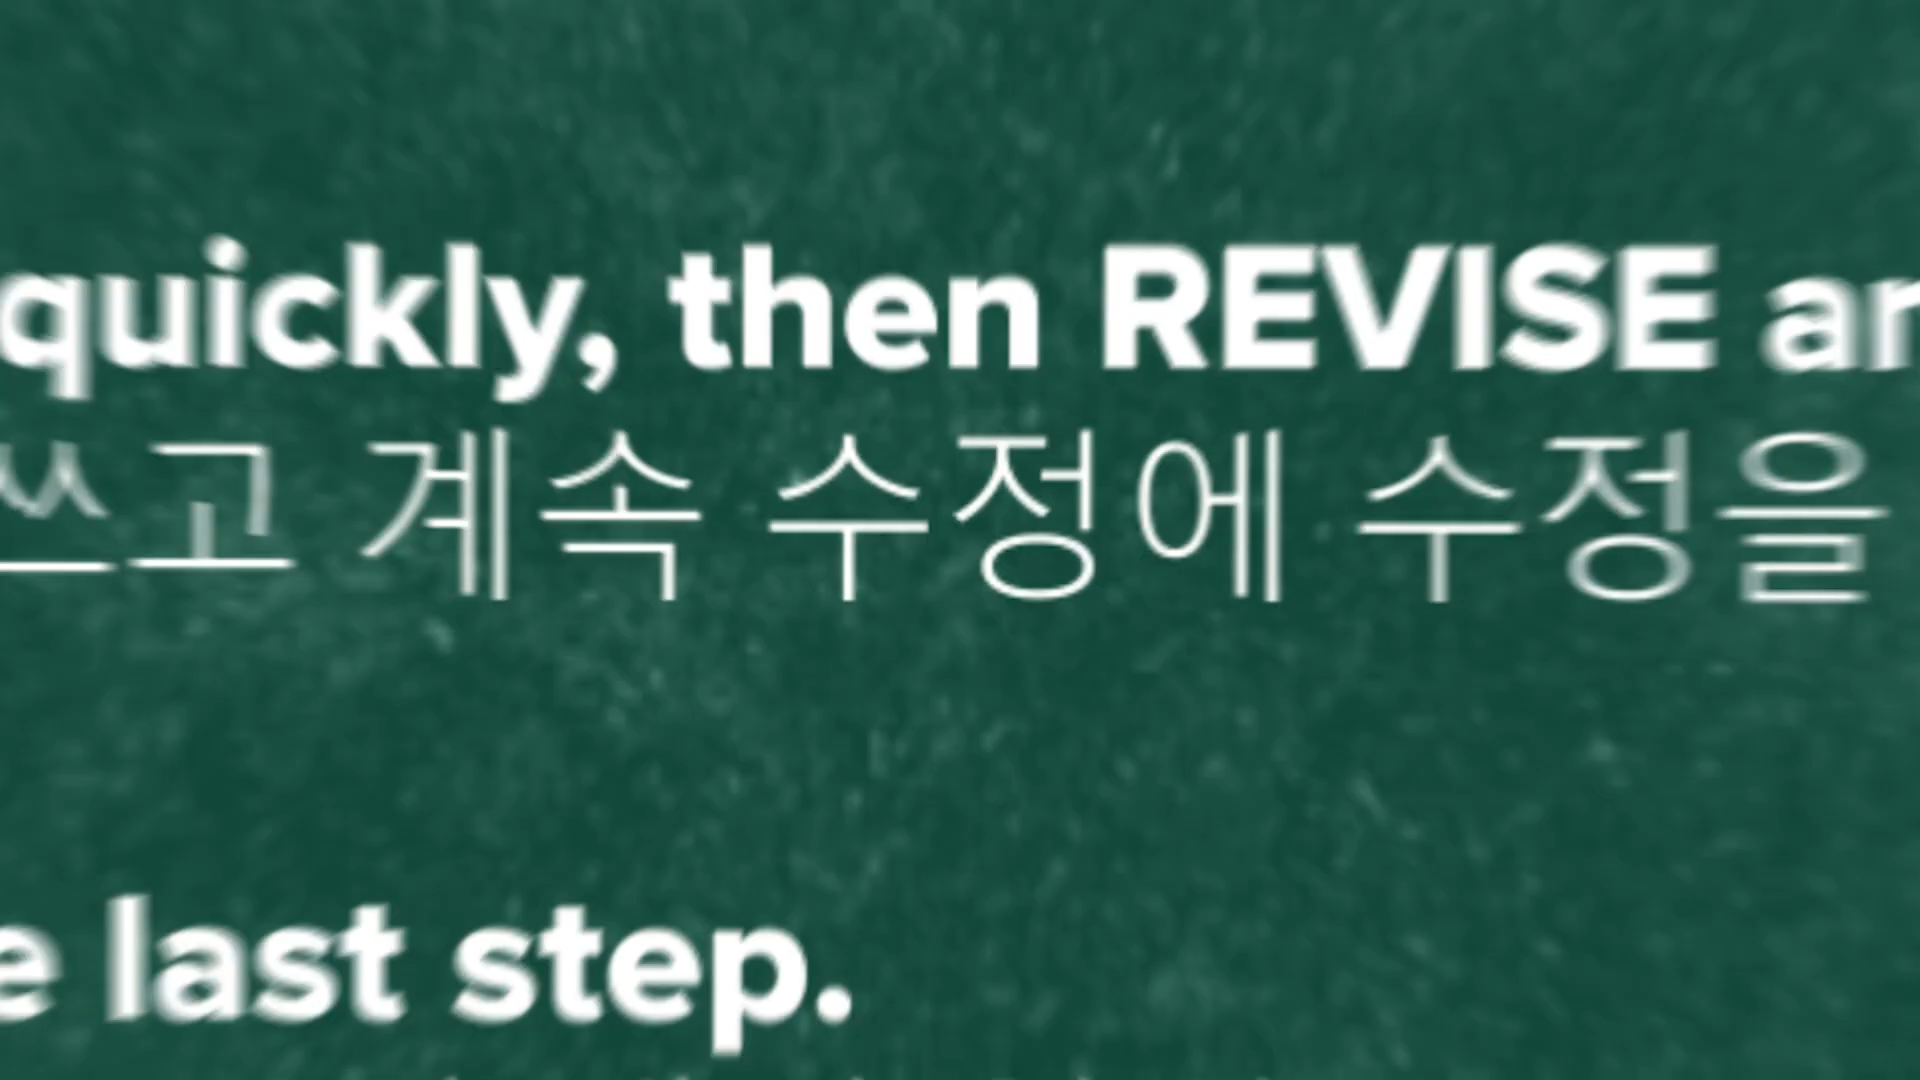 quickly, then REVISE
쓰고 계속 수정에 수정을
last step.